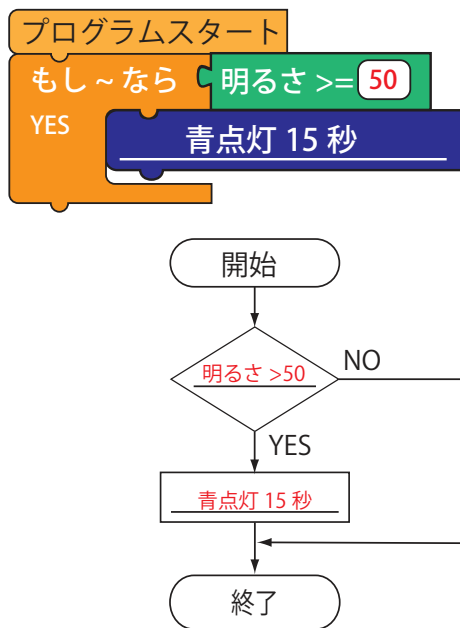 プログラムスタート
もし~なら 明るさ >= 50
YES
青点灯 15 秒
開始
明るさ >50
NO
YES
青点灯 15 秒
終了